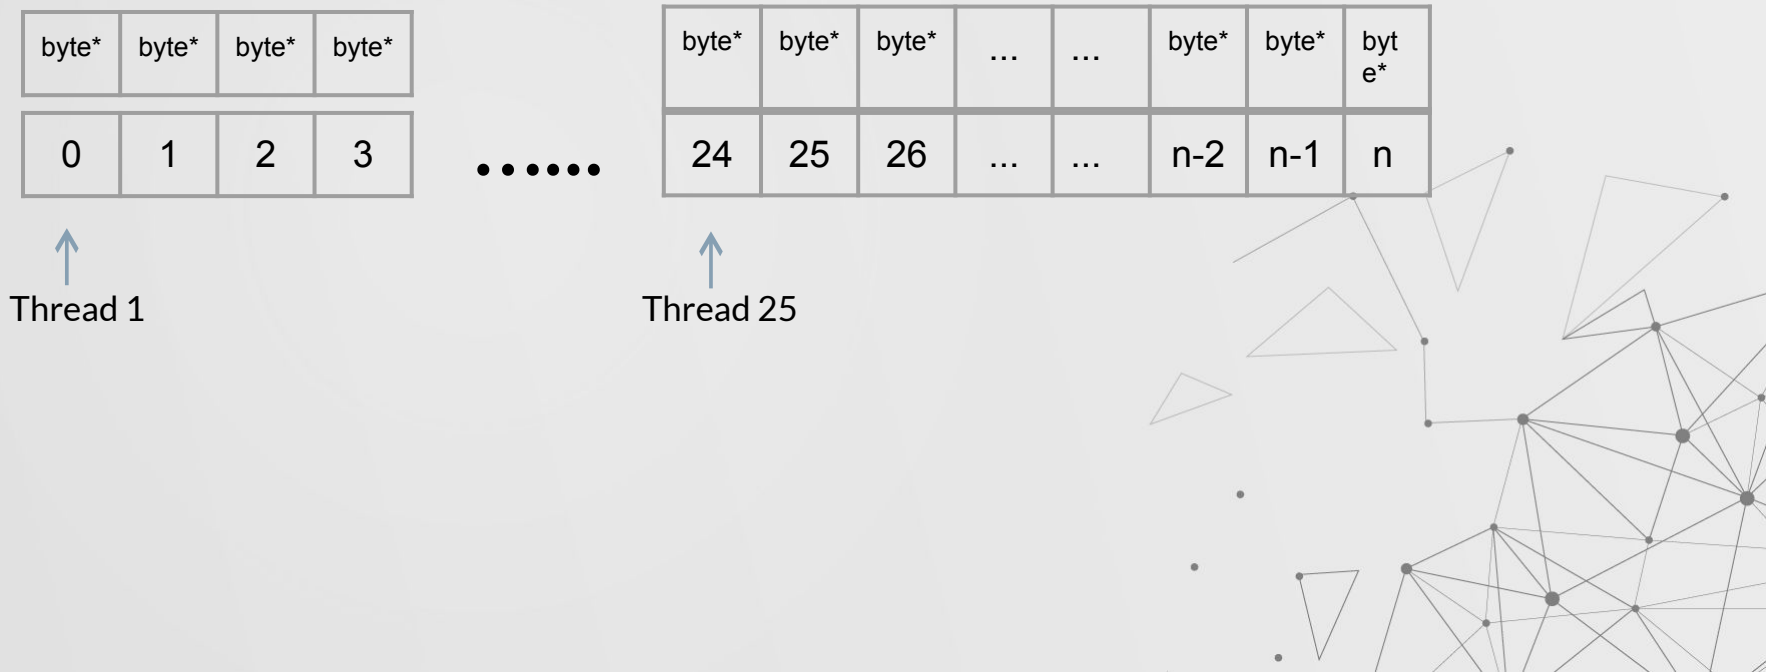 byte* byte* byte* byte*
0 1 2 3
......
byte* byte* byte* ... ... byte* byte* byt
e*
24 25 26 ... ... n-2 n-1 n
Thread 1
Thread 25